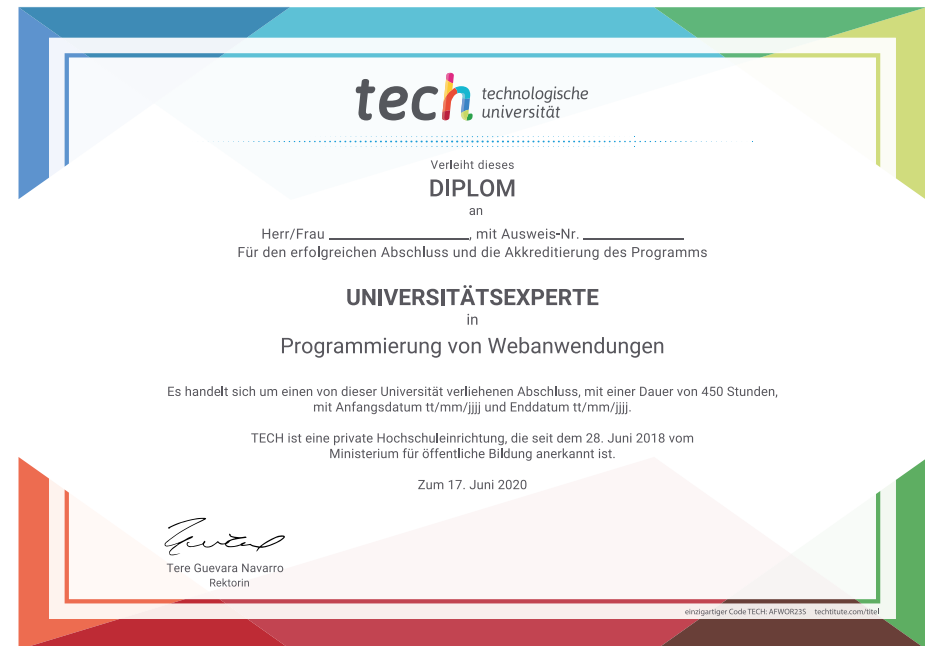 tech technologische
universität
Verleiht dieses
DIPLOM
an
Herr/Frau ____________________, mit Ausweis-Nr. ______________
Für den erfolgreichen Abschluss und die Akkreditierung des Programms
UNIVERSITÄTSEXPERTE
in
Programmierung von Webanwendungen
Es handelt sich um einen von dieser Universität verliehenen Abschluss, mit einer Dauer von 450 Stunden,
mit Anfangsdatum tt/mm/jjjj und Enddatum tt/mm/jjjj.
TECH ist eine private Hochschuleinrichtung, die seit dem 28. Juni 2018 vom
Ministerium für öffentliche Bildung anerkannt ist.
Zum 17. Juni 2020
Tere Guevara Navarro
Rektorin
einzigartiger Code TECH: AFWOR23S techtitute.com/titel